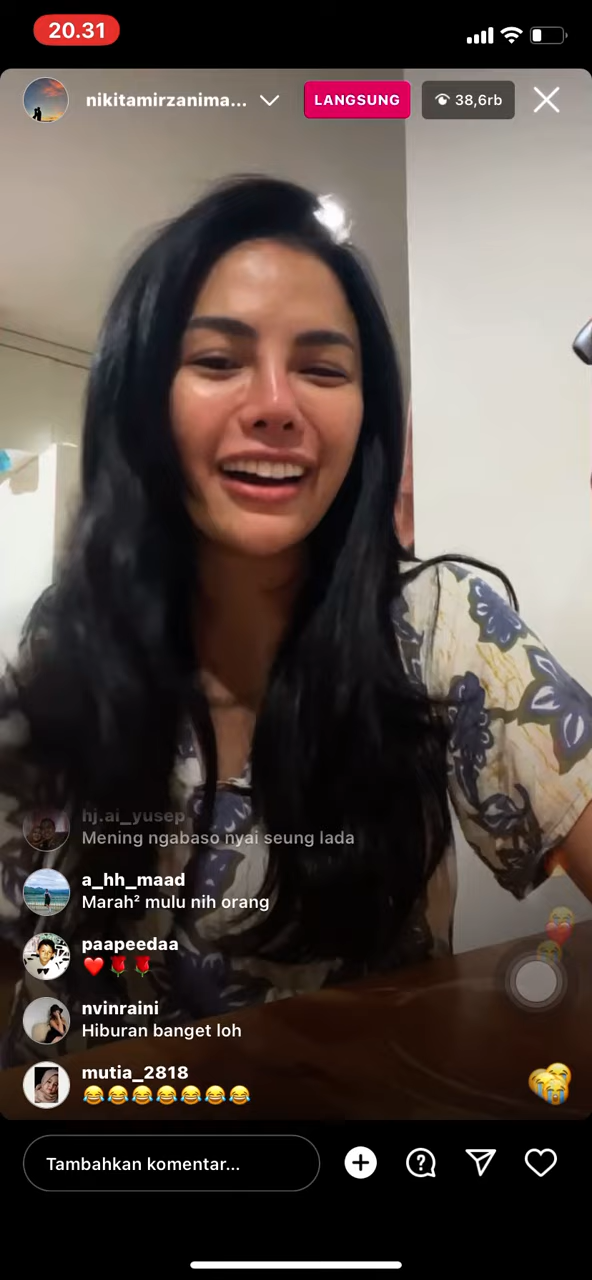 20.31
nikitamirzanima...
LANGSUNG
38,6rb
hj.ai_yusep
Mening ngabaso nyai seung lada
a_hh_maad
Marah² mulu nih orang
paapeedaa
❤️🌹🌹
nvinraini
Hiburan banget loh
mutia_2818
😂😂😂😂😂😂😂
Tambahkan komentar...